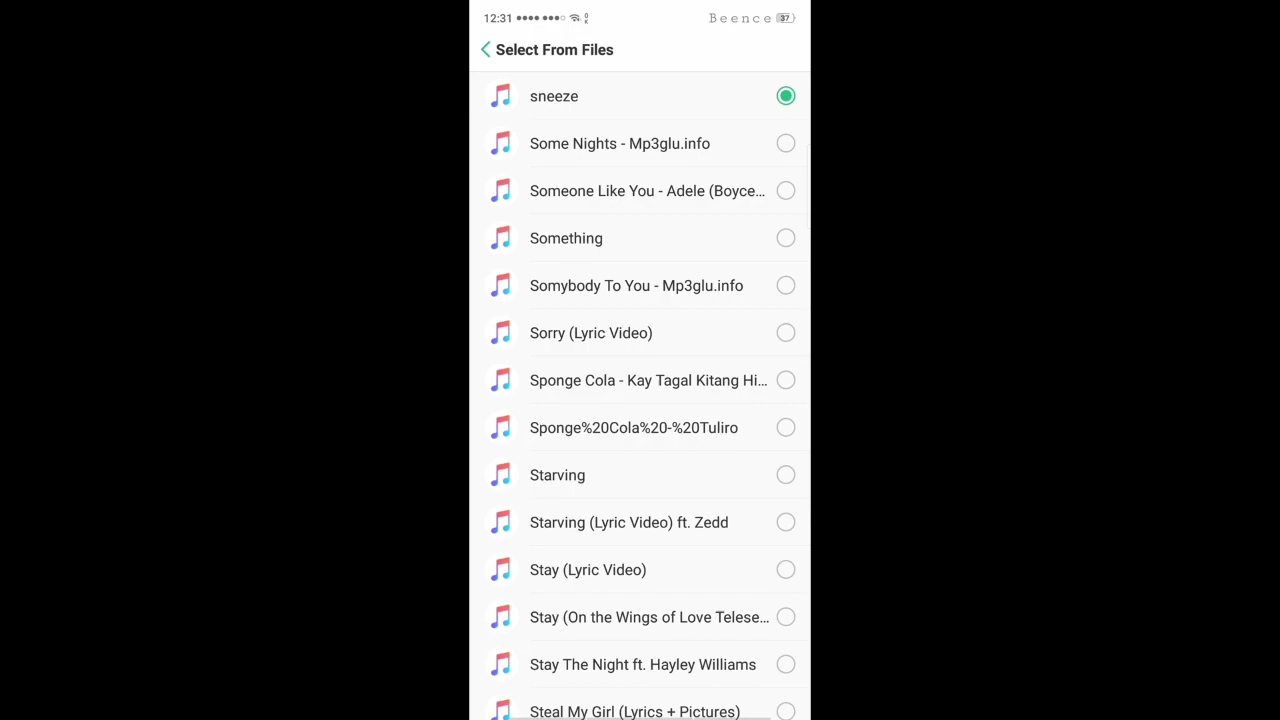 12:31
Beence 37
Select From Files
sneeze
Some Nights - Mp3glu.info
Someone Like You - Adele (Boyce...
Something
Somybody To You - Mp3glu.info
Sorry (Lyric Video)
Sponge Cola - Kay Tagal Kitang Hi...
Sponge%20Cola%20-%20Tuliro
Starving
Starving (Lyric Video) ft. Zedd
Stay (Lyric Video)
Stay (On the Wings of Love Telese...
Stay The Night ft. Hayley Williams
Steal My Girl (Lyrics + Pictures)